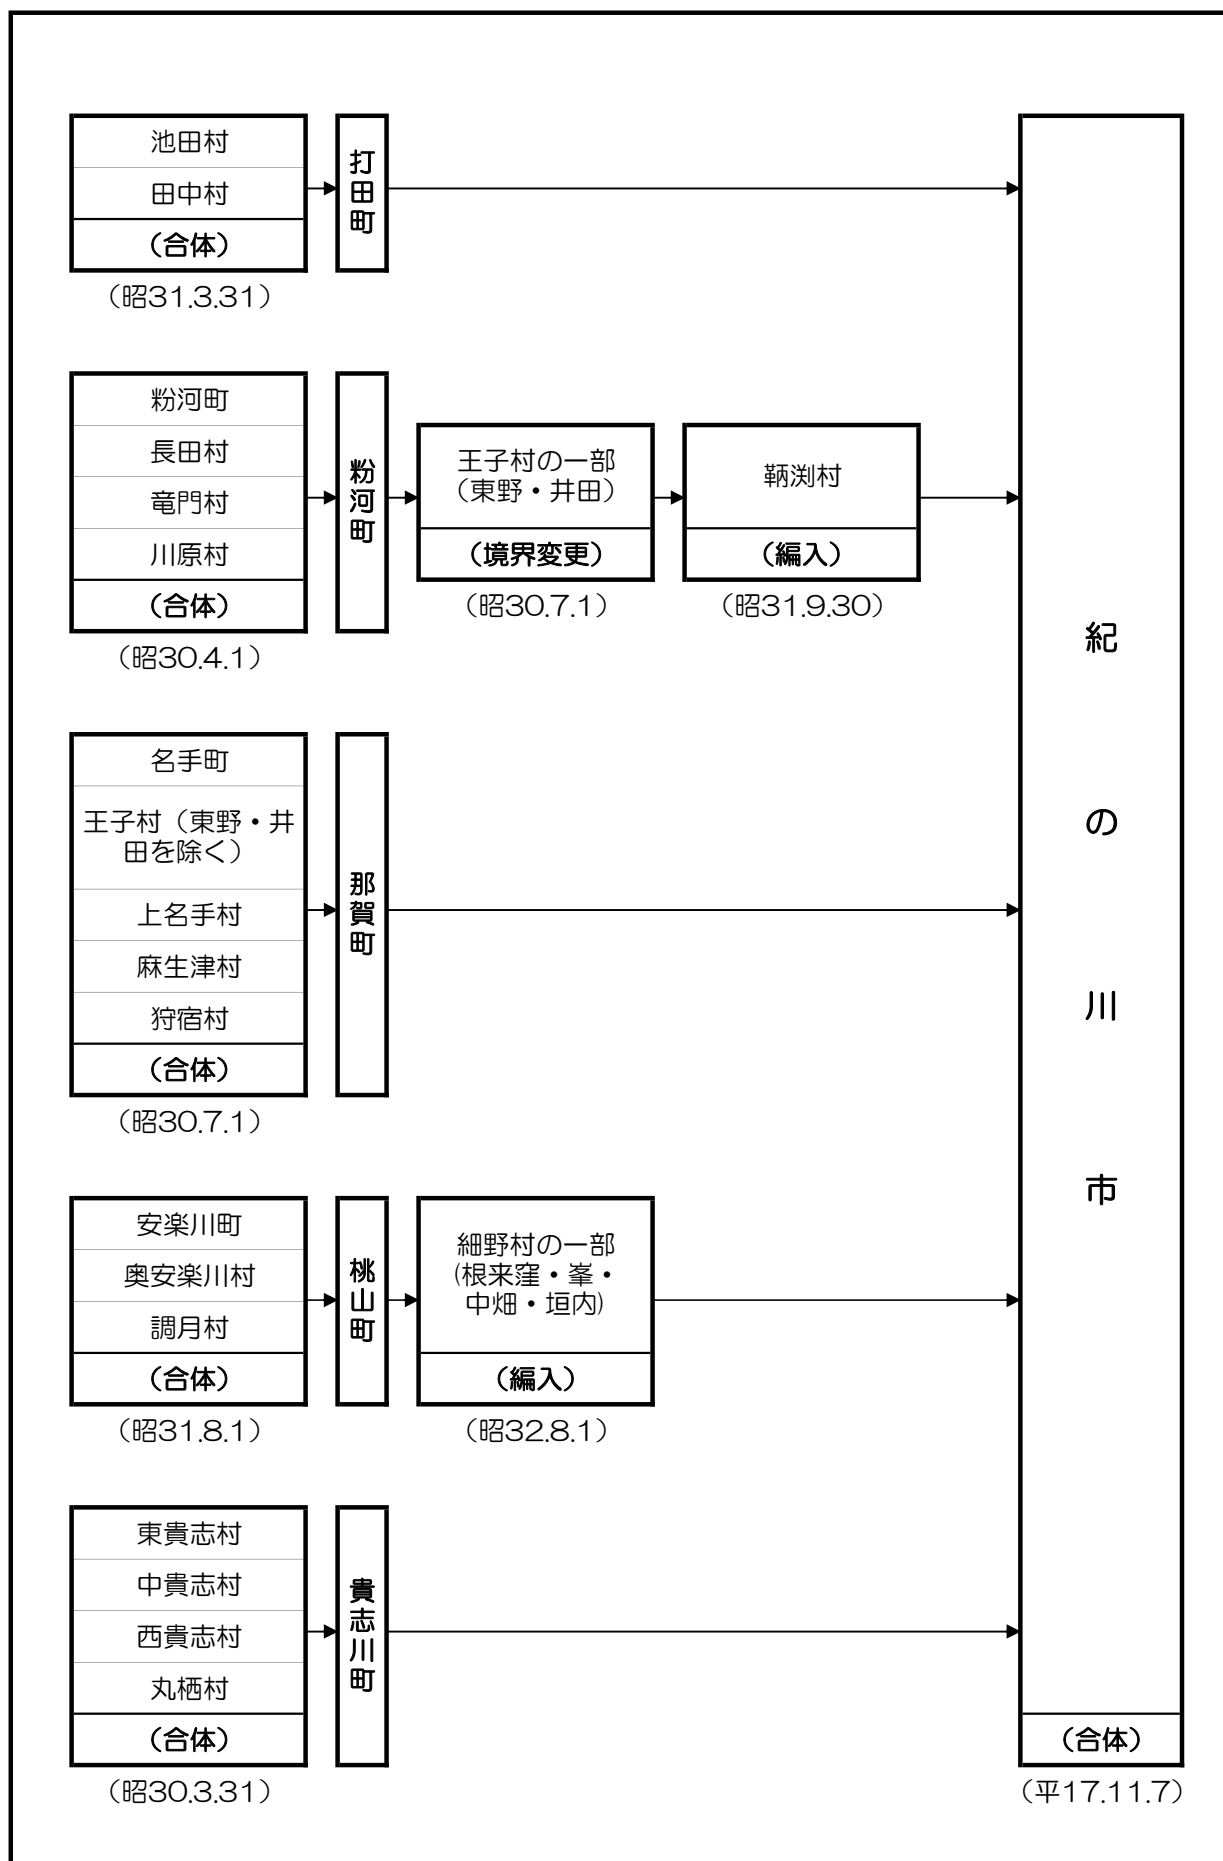 池田村
田中村
（合体）
（昭31.3.31）
打田町
粉河町
長田村
竜門村
川原村
（合体）
（昭30.4.1）
粉河町
王子村の一部
（東野・井田）
（境界変更）
（昭30.7.1）
鞆渕村
（編入）
（昭31.9.30）
名手町
王子村（東野・井
田を除く）
上名手村
麻生津村
狩宿村
（合体）
（昭30.7.1）
那賀町
安楽川町
奥安楽川村
調月村
（合体）
（昭31.8.1）
桃山町
細野村の一部
(根来窪・峯・
中畑・垣内)
（編入）
（昭32.8.1）
東貴志村
中貴志村
西貴志村
丸栖村
（合体）
（昭30.3.31）
貴志川町
紀の川市
（合体）
（平17.11.7）